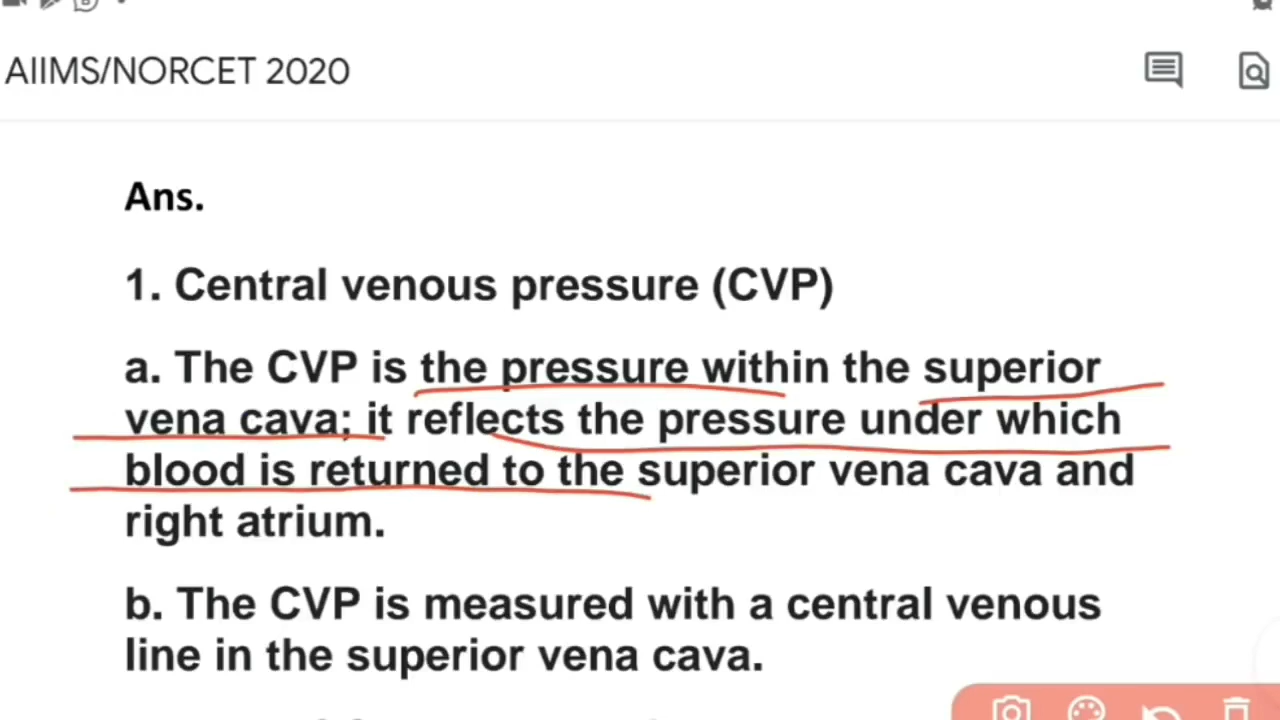 AIIMS/NORCET 2020
Ans.
1. Central venous pressure (CVP)
a. The CVP is the pressure within the superior
vena cava; it reflects the pressure under which
blood is returned to the superior vena cava and
right atrium.
b. The CVP is measured with a central venous
line in the superior vena cava.